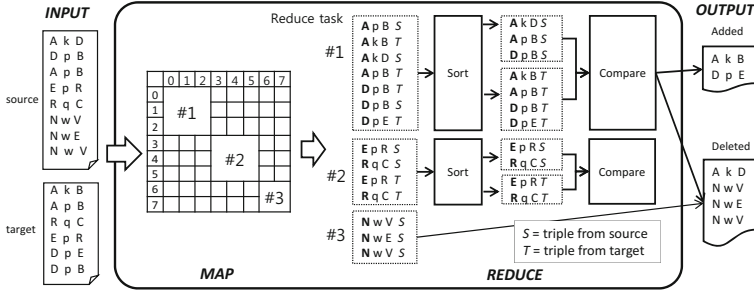 INPUT
source
A k D
D p B
A p B
E p R
R q C
N w V
N w E
N w V
target
A k B
A p B
R q C
E p R
D p E
D p B
MAP
0 1 2 3 4 5 6 7
0
1
2
3
4
5
6
7
#1
#2
#3
Reduce task
#1
A p B S
A k B T
A k D S
A p B T
D p B T
D p B S
D p E T
Sort
A k D S
A p B S
D p B S
A k B T
A p B T
D p B T
D p E T
Compare
#2
E p R S
R q C S
E p R T
R q C T
Sort
E p R S
R q C S
E p R T
R q C T
Compare
#3
N w V S
N w E S
N w V S
S = triple from source
T = triple from target
REDUCE
OUTPUT
Added
A k B
D p E
Deleted
A k D
N w V
N w E
N w V